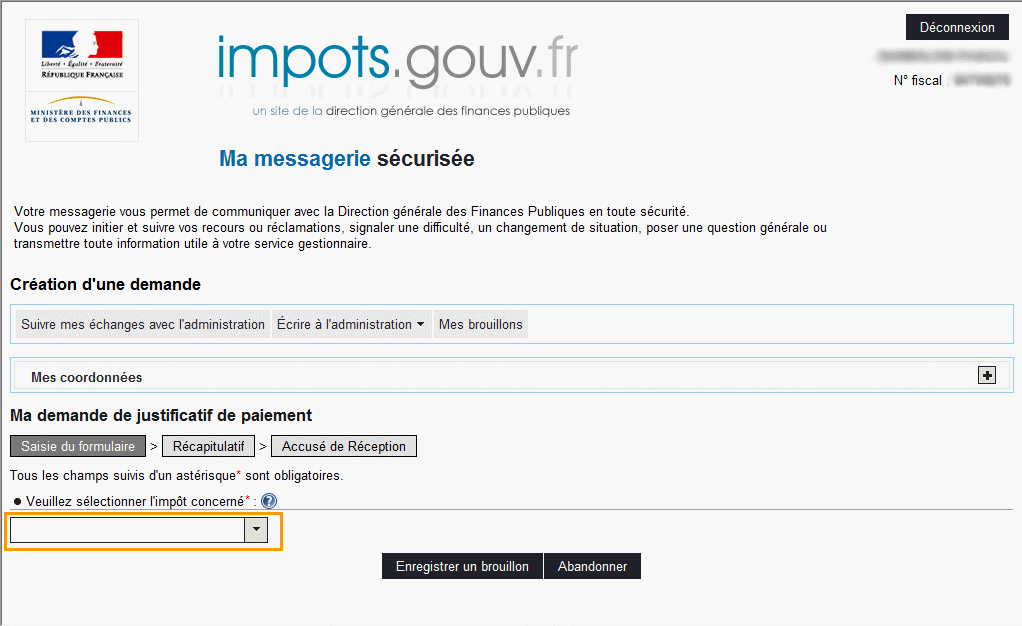 Déconnexion
N° fiscal :
Liberté • Égalité • Fraternité
RÉPUBLIQUE FRANÇAISE
MINISTÈRE DES FINANCES
ET DES COMPTES PUBLICS
impots.gouv.fr
un site de la direction générale des finances publiques
Ma messagerie sécurisée
Votre messagerie vous permet de communiquer avec la Direction générale des Finances Publiques en toute sécurité.
Vous pouvez initier et suivre vos recours ou réclamations, signaler une difficulté, un changement de situation, poser une question générale ou
transmettre toute information utile à votre service gestionnaire.
Création d'une demande
Suivre mes échanges avec l'administration Écrire à l'administration Mes brouillons
Mes coordonnées
Ma demande de justificatif de paiement
Saisie du formulaire > Récapitulatif > Accusé de Réception
Tous les champs suivis d'un astérisque* sont obligatoires.
● Veuillez sélectionner l'impôt concerné* : ?
Enregistrer un brouillon Abandonner